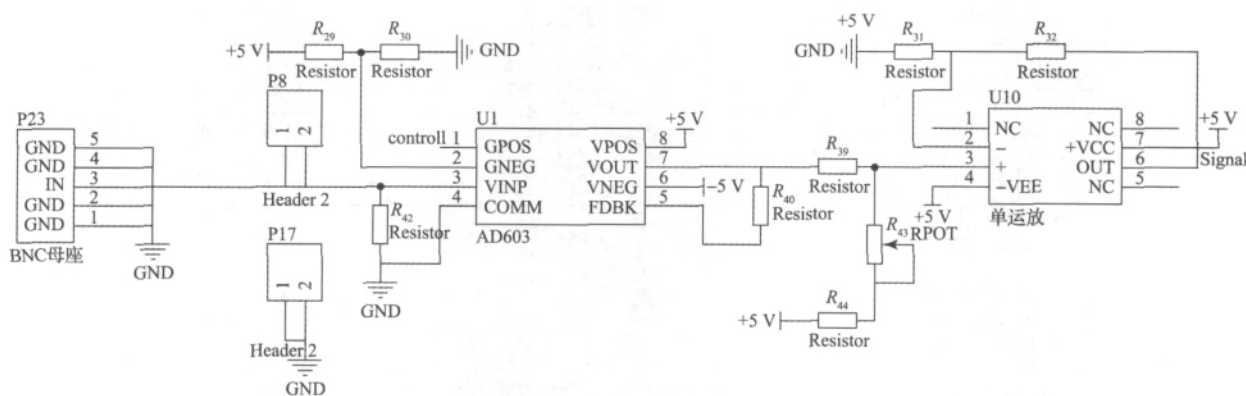 P23
GND 5
GND 4
IN 3
GND 2
GND 1
BNC母座
GND
+5 V
R29
Resistor
R30
Resistor
GND
P8
1 2
Header 2
P17
1 2
Header 2
GND
R42
Resistor
GND
controll
U1
1 GPOS VPOS 8
2 GNEG VOUT 7
3 VINP VNEG 6
4 COMM FDBK 5
AD603
+5 V
-5 V
R39
Resistor
R40
Resistor
+5 V
GND
R31
Resistor
R32
Resistor
U10
1 NC NC 8
2 - +VCC 7
3 + OUT 6
4 -VEE NC 5
单运放
+5 V
Signal
+5 V
R43 RPOT
+5 V
R44
Resistor